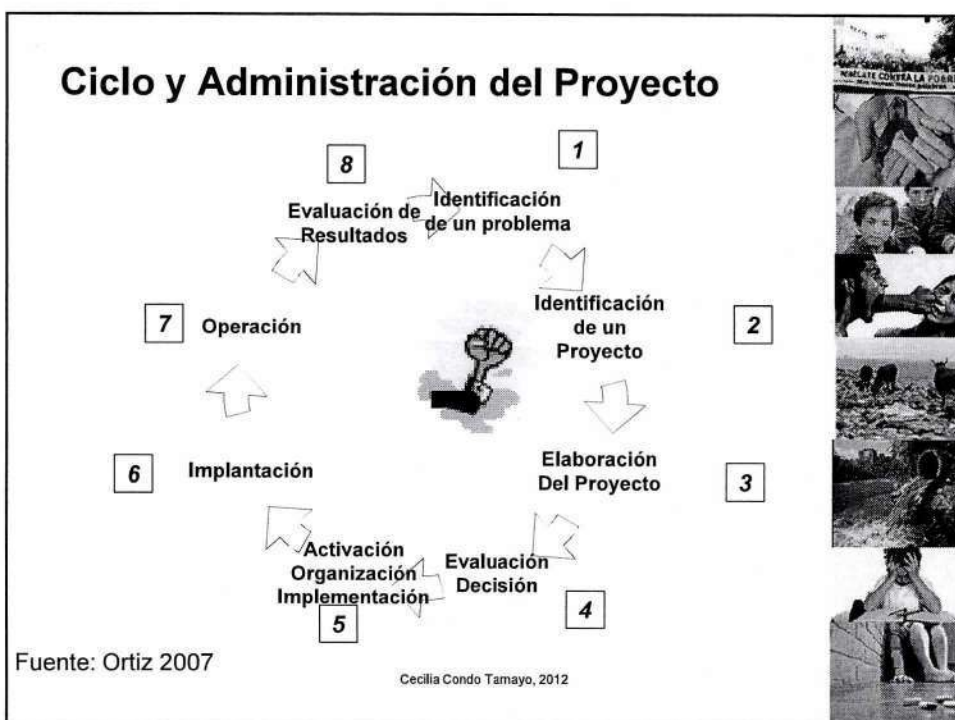 Ciclo y Administración del Proyecto
1
Identificación
de un problema
2
Identificación
de un
Proyecto
3
Elaboración
Del Proyecto
4
Evaluación
Decisión
5
Activación
Organización
Implementación
6
Implantación
7
Operación
8
Evaluación de
Resultados
Fuente: Ortiz 2007
Cecilia Condo Tamayo, 2012
CONTRA LA